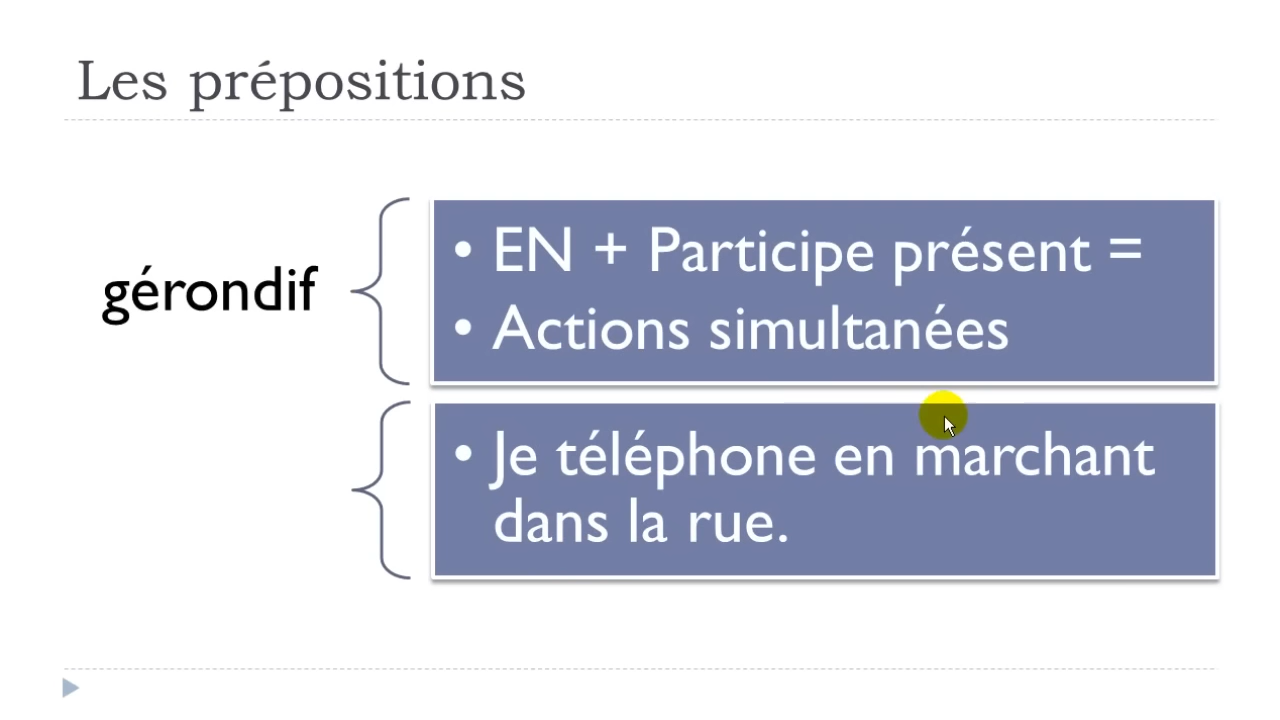 Les prépositions
gérondif
• EN + Participe présent =
• Actions simultanées
• Je téléphone en marchant
dans la rue.